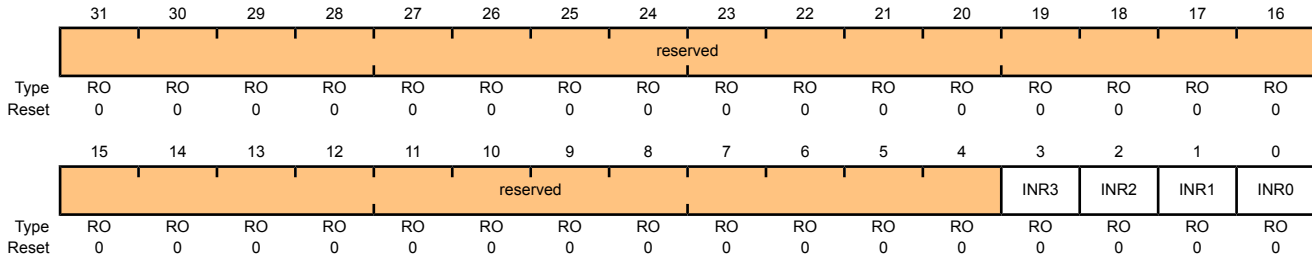 31 30 29 28 27 26 25 24 23 22 21 20 19 18 17 16
reserved
Type RO RO RO RO RO RO RO RO RO RO RO RO RO RO RO RO
Reset 0 0 0 0 0 0 0 0 0 0 0 0 0 0 0 0
15 14 13 12 11 10 9 8 7 6 5 4 3 2 1 0
reserved INR3 INR2 INR1 INR0
Type RO RO RO RO RO RO RO RO RO RO RO RO RO RO RO RO
Reset 0 0 0 0 0 0 0 0 0 0 0 0 0 0 0 0